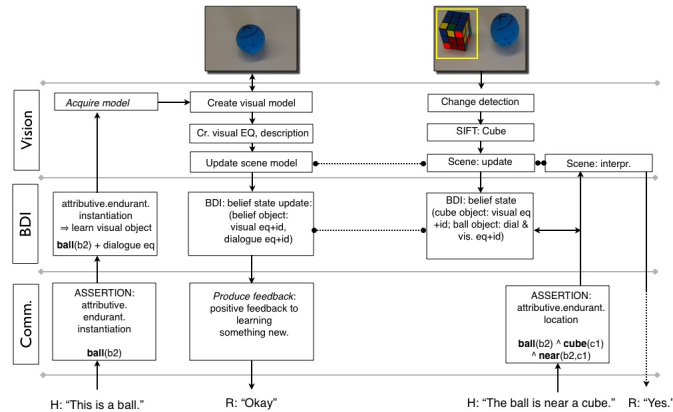 Vision
Acquire model
Create visual model
Change detection
Cr. visual EQ, description
SIFT: Cube
Update scene model
Scene: update
Scene: interpr.
BDI
attributive.endurant.
instantiation
⇒ learn visual object
ball(b2) + dialogue eq
BDI: belief state update:
(belief object:
visual
eq+id,
dialogue eq+id)
BDI: belief state
(cube object: visual eq
+id; ball object: dial &
vis. eq+id)
Comm.
ASSERTION:
attributive.
endurant.
instantiation
ball(b2)
Produce feedback:
positive feedback to
learning
something new.
ASSERTION:
attributive.endurant.
location
ball(b2) ^ cube(c1)
^ near(b2,c1)
H: “This is a ball.”
R: “Okay”
H: “The ball is near a cube.”
R: “Yes.”